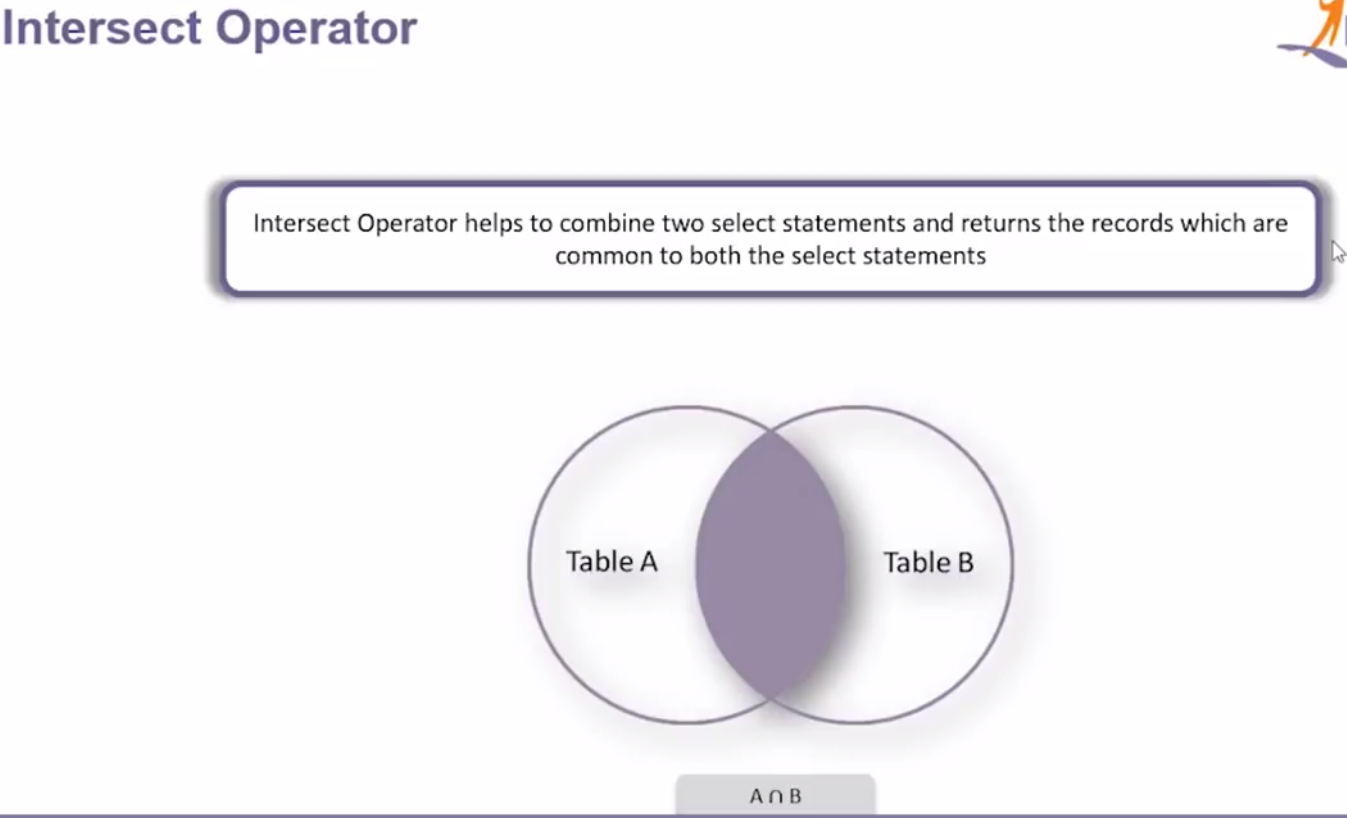 Intersect Operator
Intersect Operator helps to combine two select statements and returns the records which are
common to both the select statements
Table A
Table B
A ∩ B